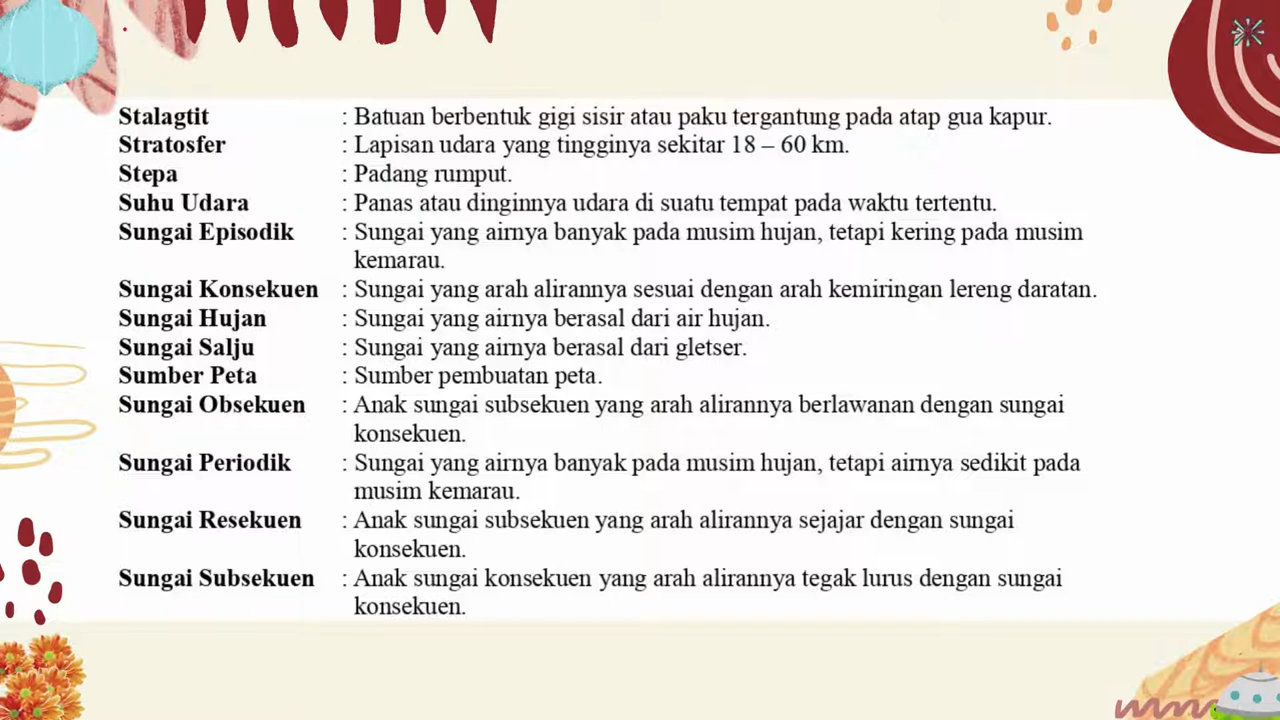 Stalagtit : Batuan berbentuk gigi sisir atau paku tergantung pada atap gua kapur.
Stratosfer : Lapisan udara yang tingginya sekitar 18 – 60 km.
Stepa : Padang rumput.
Suhu Udara : Panas atau dinginnya udara di suatu tempat pada waktu tertentu.
Sungai Episodik : Sungai yang airnya banyak pada musim hujan, tetapi kering pada musim
kemarau.
Sungai Konsekuen : Sungai yang arah alirannya sesuai dengan arah kemiringan lereng daratan.
Sungai Hujan : Sungai yang airnya berasal dari air hujan.
Sungai Salju : Sungai yang airnya berasal dari gletser.
Sumber Peta : Sumber pembuatan peta.
Sungai Obsekuen : Anak sungai subsekuen yang arah alirannya berlawanan dengan sungai
konsekuen.
Sungai Periodik : Sungai yang airnya banyak pada musim hujan, tetapi airnya sedikit pada
musim kemarau.
Sungai Resekuen : Anak sungai subsekuen yang arah alirannya sejajar dengan sungai
konsekuen.
Sungai Subsekuen : Anak sungai konsekuen yang arah alirannya tegak lurus dengan sungai
konsekuen.